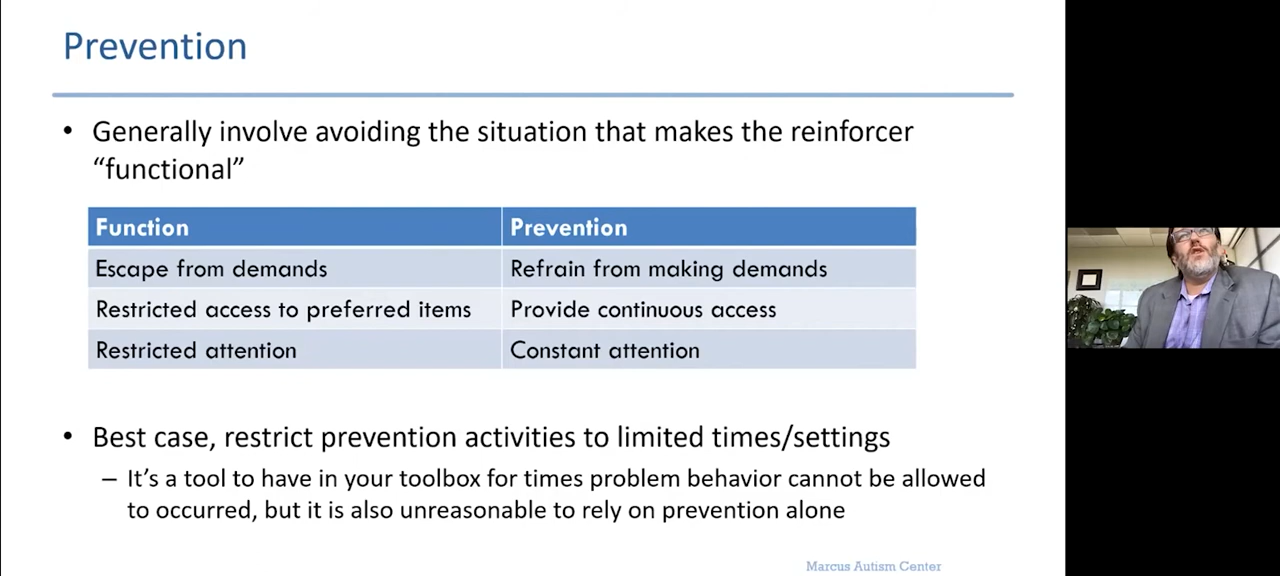 Prevention
• Generally involve avoiding the situation that makes the reinforcer
“functional”
Function Prevention
Escape from demands Refrain from making demands
Restricted access to preferred items Provide continuous access
Restricted attention Constant attention
• Best case, restrict prevention activities to limited times/settings
– It’s a tool to have in your toolbox for times problem behavior cannot be allowed
to occurred, but it is also unreasonable to rely on prevention alone
Marcus Autism Center